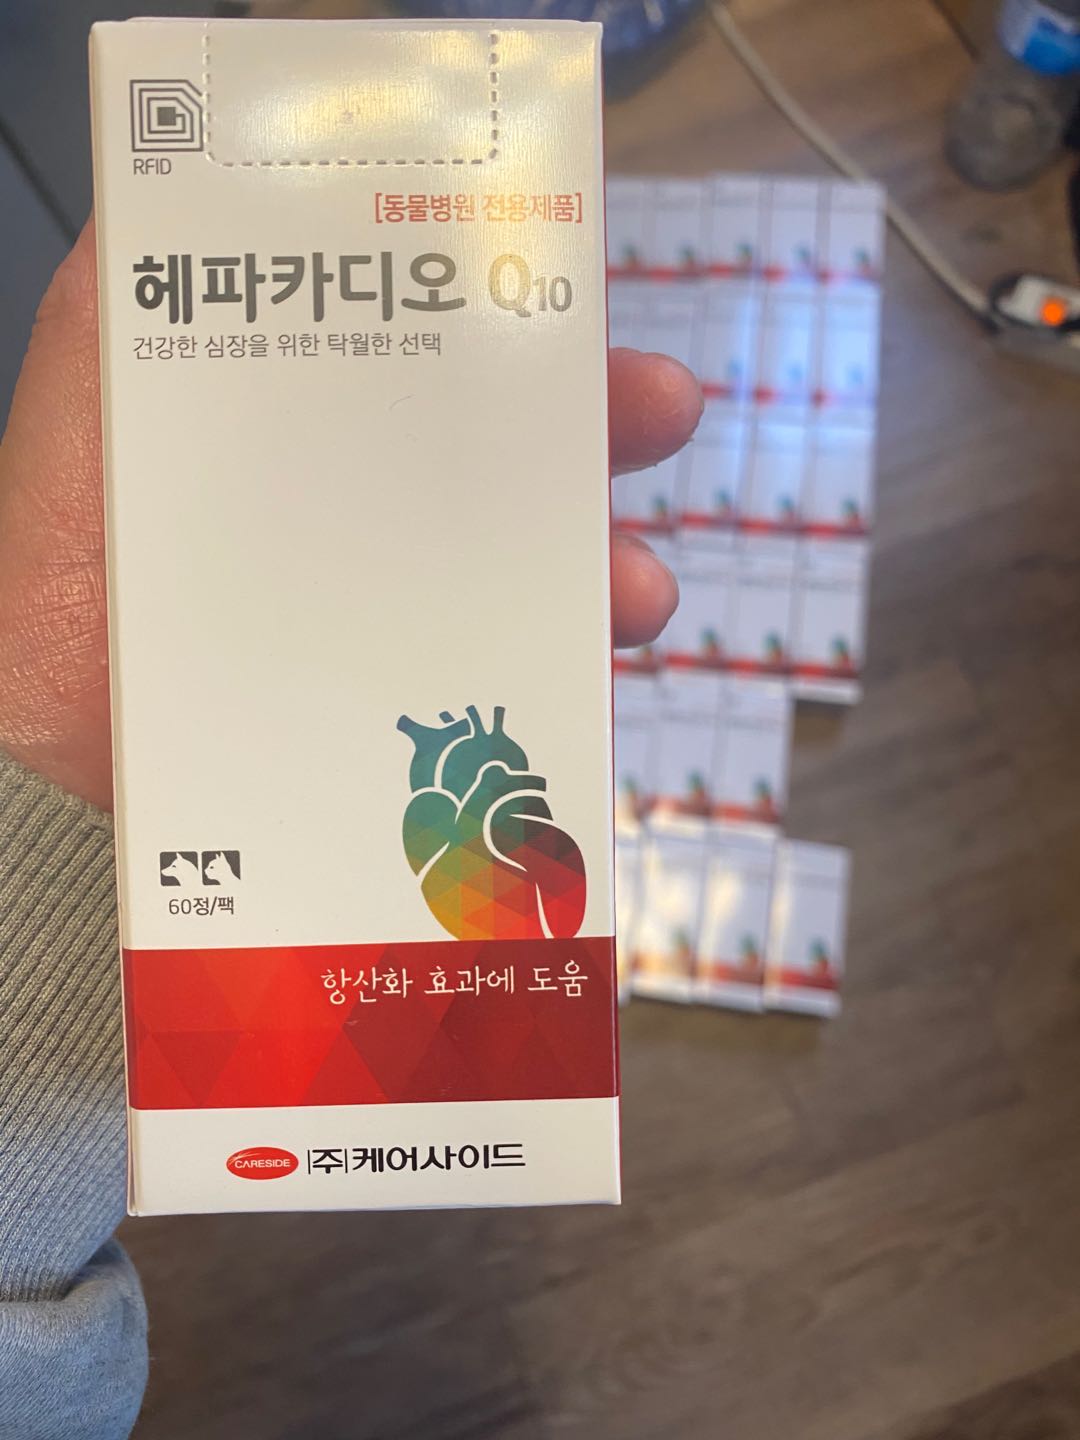 RFID
[동물병원 전용제품]
헤파카디오 Q10
건강한 심장을 위한 탁월한 선택
60정/팩
항산화 효과에 도움
CARESIDE (주)케어사이드